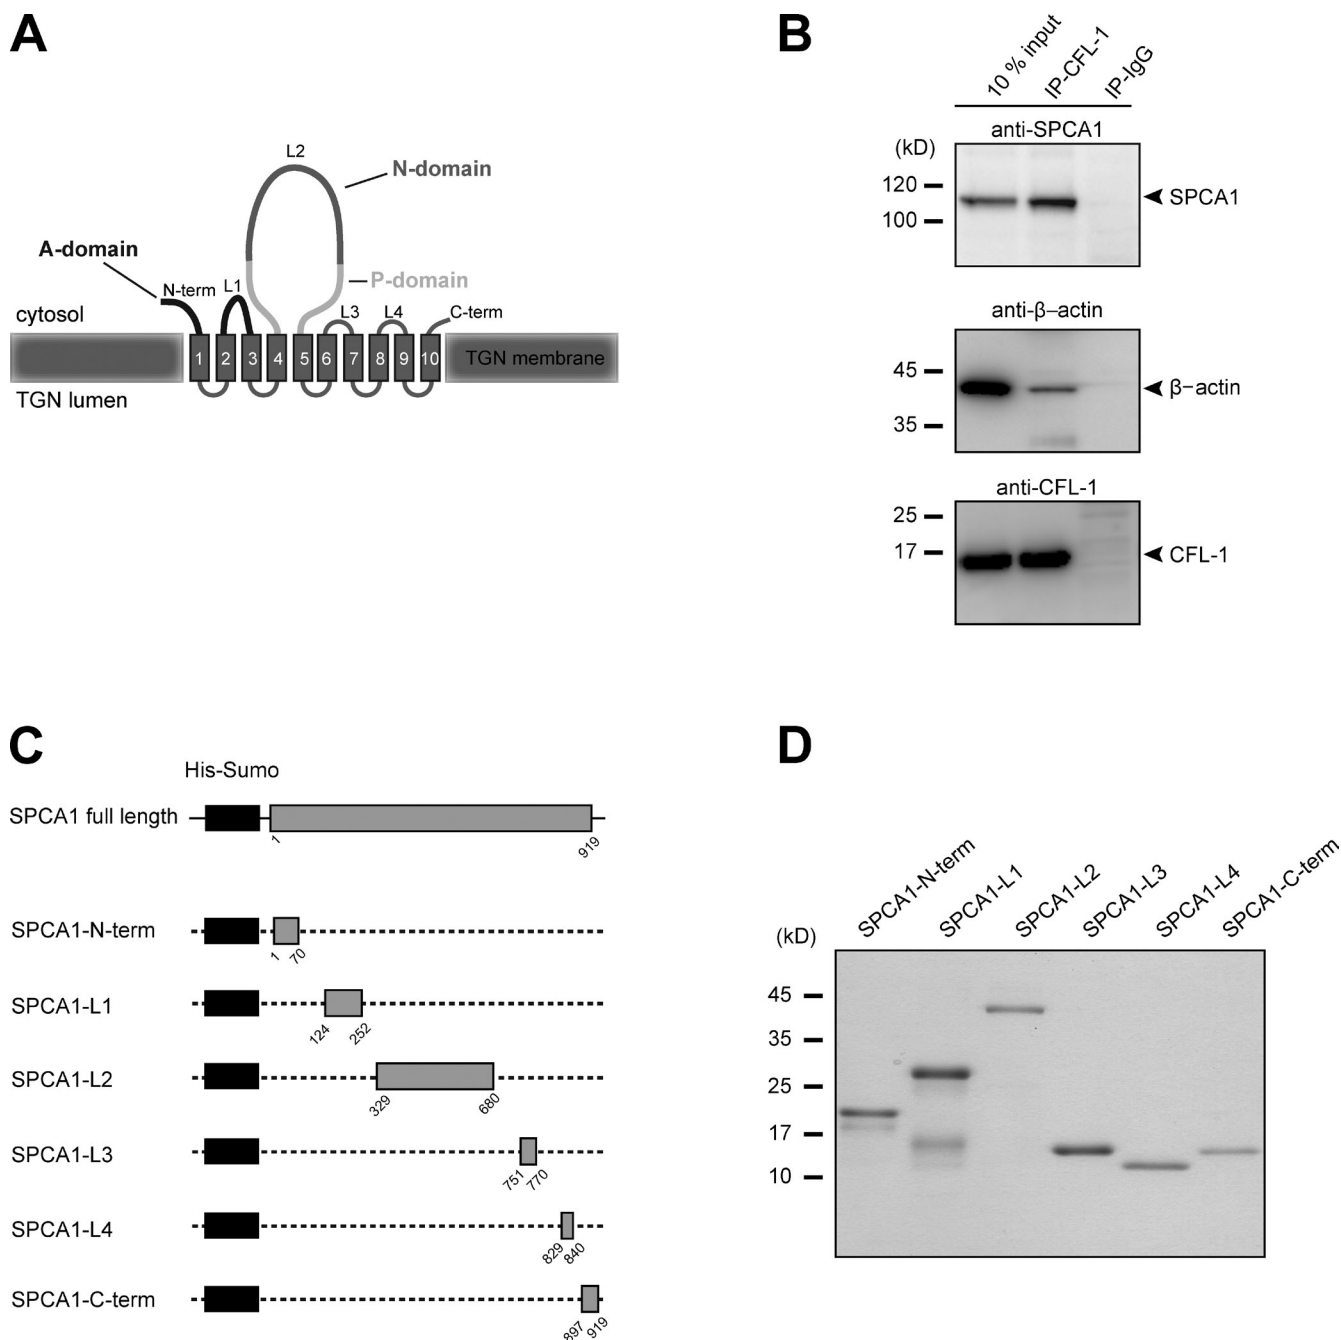 A
L2
N-domain
A-domain
N-term
L1
P-domain
L3
L4
C-term
cytosol
1 2 3 4 5 6 7 8 9 10
TGN membrane
TGN lumen
B
10 % input
IP-CFL-1
IP-IgG
anti-SPCA1
(kD)
120
100
SPCA1
anti-β–actin
45
35
β–actin
anti-CFL-1
25
17
CFL-1
C
His-Sumo
SPCA1 full length
1
919
SPCA1-N-term
1
70
SPCA1-L1
124
252
SPCA1-L2
329
680
SPCA1-L3
751
770
SPCA1-L4
829
840
SPCA1-C-term
897
919
D
SPCA1-N-term
SPCA1-L1
SPCA1-L2
SPCA1-L3
SPCA1-L4
SPCA1-C-term
(kD)
45
35
25
17
10